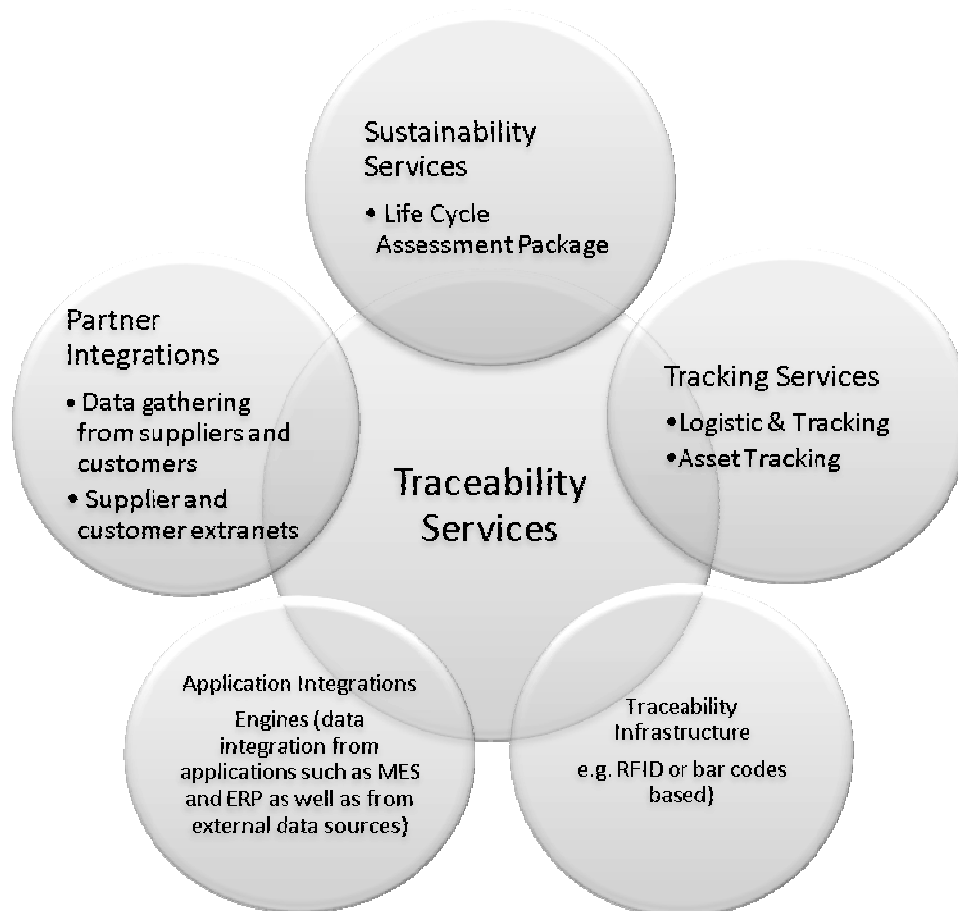 Sustainability
Services
• Life Cycle
Assessment Package
Partner
Integrations
• Data gathering
from suppliers and
customers
• Supplier and
customer extranets
Tracking Services
•Logistic & Tracking
•Asset Tracking
Traceability
Services
Application Integrations
Engines (data
integration from
applications such as MES
and ERP as well as from
external data sources)
Traceability
Infrastructure
e.g. RFID or bar codes
based)